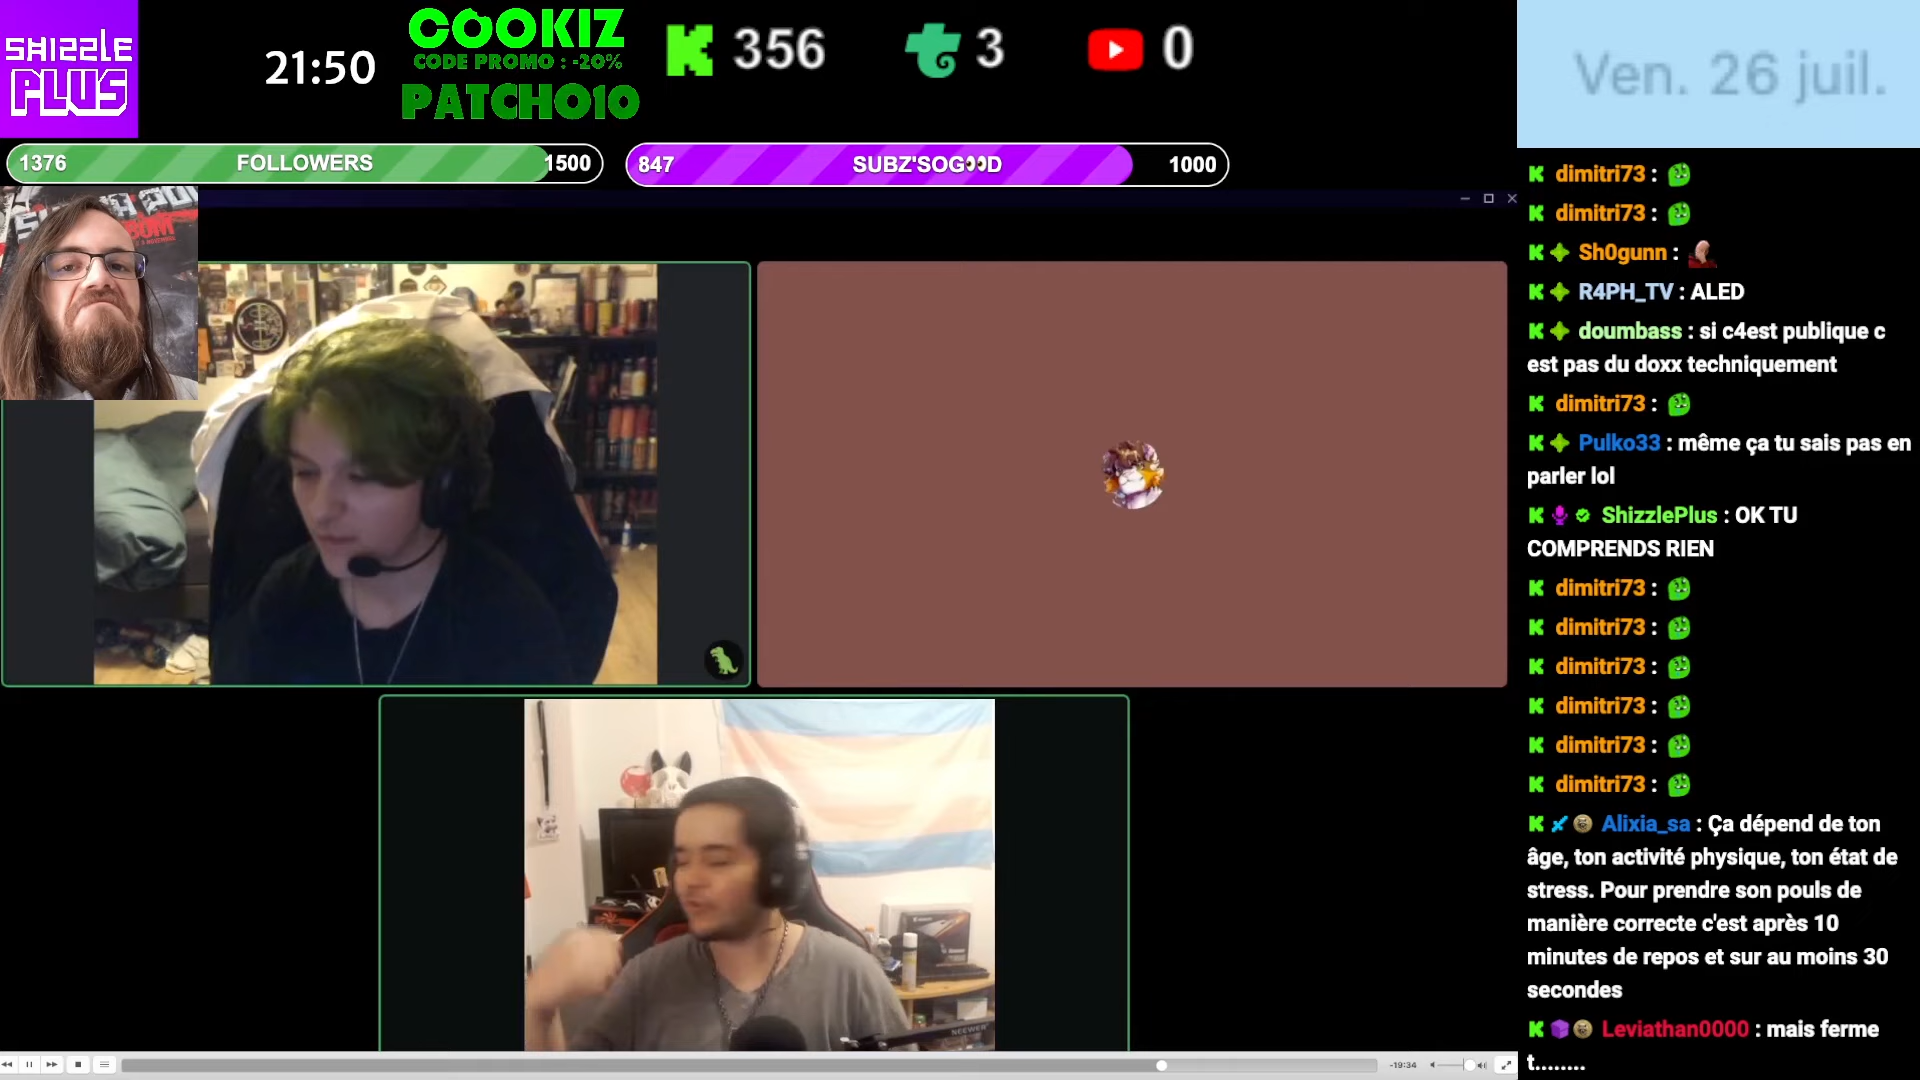 SHIZZLE
PLUS
21:50
COOKIZ
CODE PROMO : -20%
PATCHO10
356
3
0
Ven. 26 juil.
1376 FOLLOWERS 1500
847 SUBZ'SOG👀D 1000
dimitri73 :
dimitri73 :
Sh0gunn :
R4PH_TV : ALED
doumbass : si c4est publique c
est pas du doxx techniquement
dimitri73 :
Pulko33 : même ça tu sais pas en
parler lol
ShizzlePlus : OK TU
COMPRENDS RIEN
dimitri73 :
dimitri73 :
dimitri73 :
dimitri73 :
dimitri73 :
dimitri73 :
Alixia_sa : Ça dépend de ton
âge, ton activité physique, ton état de
stress. Pour prendre son pouls de
manière correcte c'est après 10
minutes de repos et sur au moins 30
secondes
Leviathan0000 : mais ferme
t........
NEEWER
-19:34